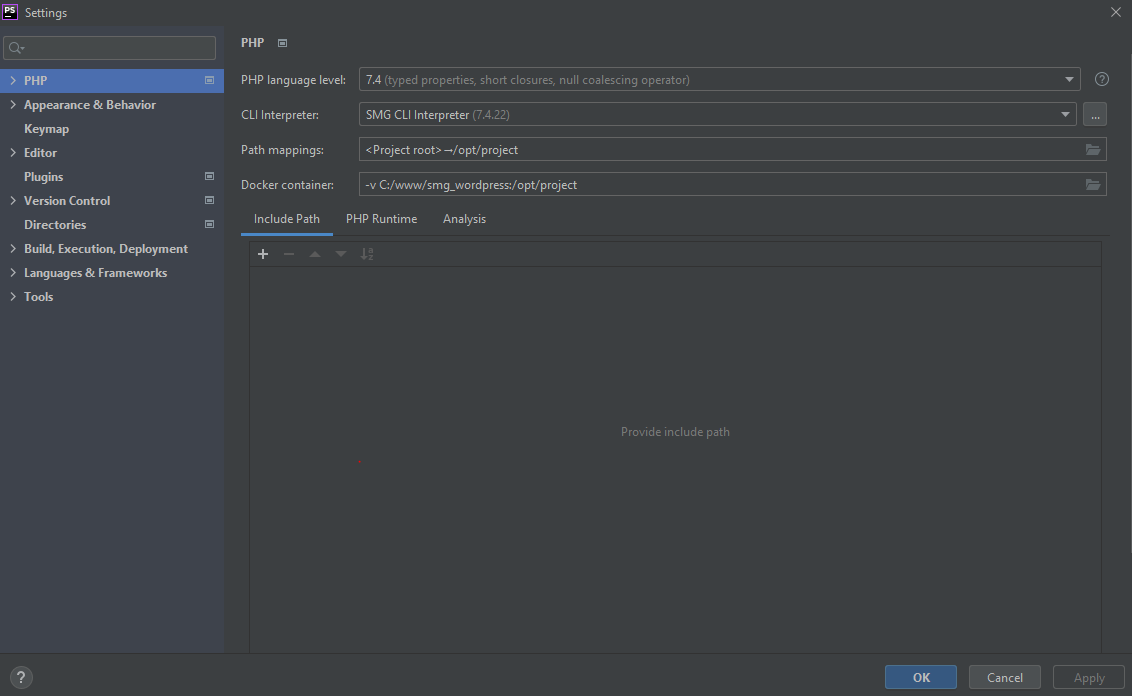 PS Settings
PHP
Appearance & Behavior
Keymap
Editor
Plugins
Version Control
Directories
Build, Execution, Deployment
Languages & Frameworks
Tools
PHP
PHP language level: 7.4 (typed properties, short closures, null coalescing operator) ?
CLI Interpreter: SMG CLI Interpreter (7.4.22) ...
Path mappings: <Project root>→/opt/project
Docker container: -v C:/www/smg_wordpress:/opt/project
Include Path PHP Runtime Analysis
Provide include path
? OK Cancel Apply